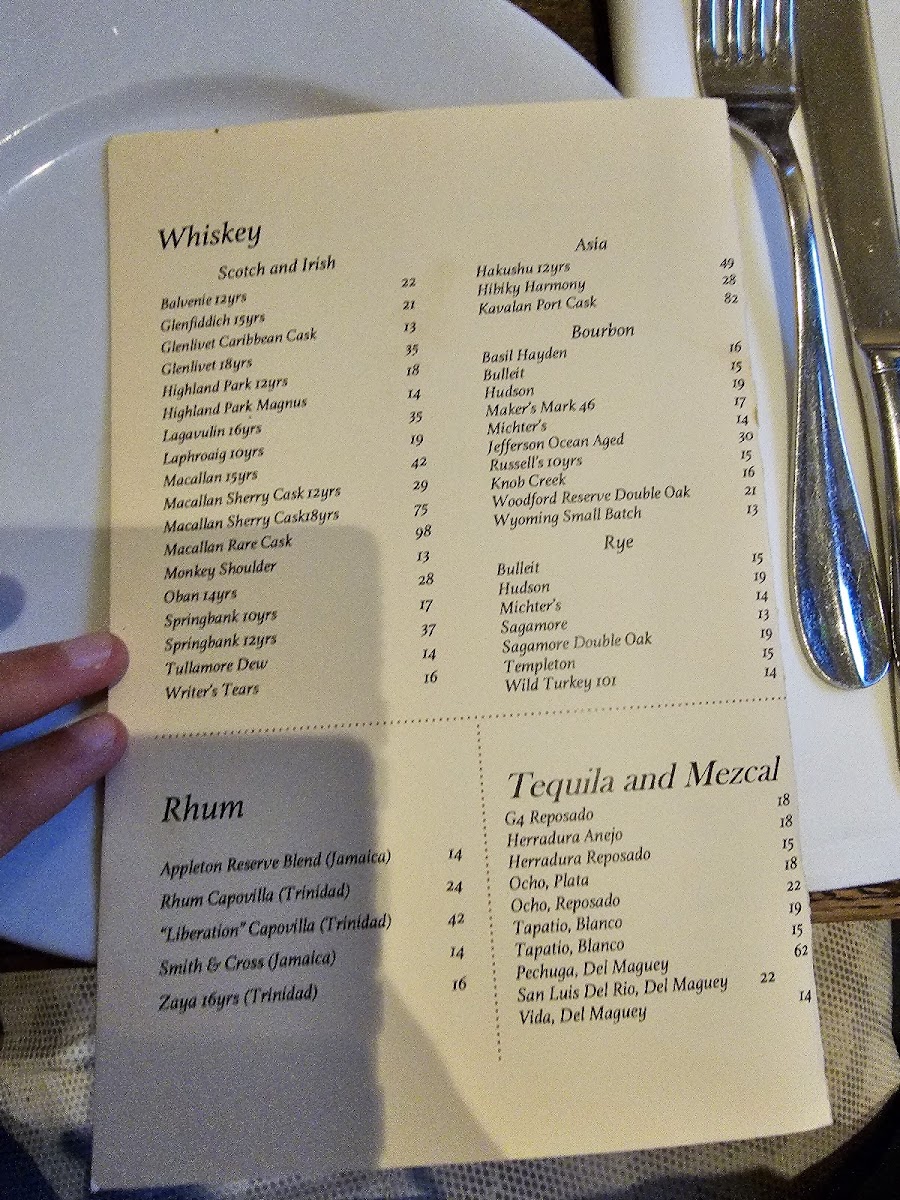 Whiskey
Scotch and Irish
Balvenie 12yrs 22
Glenfiddich 15yrs 21
Glenlivet Caribbean Cask 13
Glenlivet 18yrs 35
Highland Park 12yrs 18
Highland Park Magnus 14
Lagavulin 16yrs 35
Laphroaig 10yrs 19
Macallan 15yrs 42
Macallan Sherry Cask 12yrs 29
Macallan Sherry Cask18yrs 75
Macallan Rare Cask 98
Monkey Shoulder 13
Oban 14yrs 28
Springbank 10yrs 17
Springbank 12yrs 37
Tullamore Dew 14
Writer's Tears 16
Asia
Hakushu 12yrs 49
Hibiky Harmony 28
Kavalan Port Cask 82
Bourbon
Basil Hayden 16
Bulleit 15
Hudson 19
Maker's Mark 46 17
Michter's 14
Jefferson Ocean Aged 30
Russell's 10yrs 15
Knob Creek 16
Woodford Reserve Double Oak 21
Wyoming Small Batch 13
Rye
Bulleit 15
Hudson 19
Michter's 14
Sagamore 13
Sagamore Double Oak 19
Templeton 15
Wild Turkey 101 14
Rhum
Appleton Reserve Blend (Jamaica) 14
Rhum Capovilla (Trinidad) 24
"Liberation" Capovilla (Trinidad) 42
Smith & Cross (Jamaica) 14
Zaya 16yrs (Trinidad) 16
Tequila and Mezcal
G4 Reposado 18
Herradura Anejo 18
Herradura Reposado 15
Ocho, Plata 18
Ocho, Reposado 22
Tapatio, Blanco 19
Tapatio, Blanco 15
Pechuga, Del Maguey 62
San Luis Del Rio, Del Maguey 22
Vida, Del Maguey 14